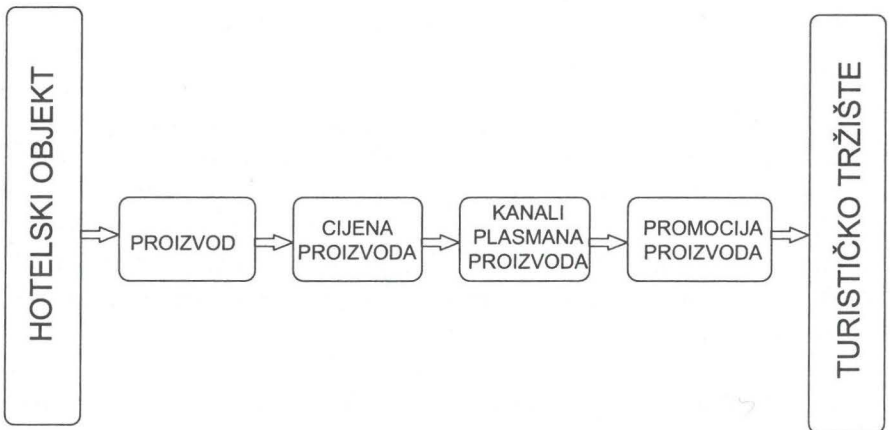 HOTELSKI OBJEKT
PROIZVOD
CIJENA
PROIZVODA
KANALI
PLASMANA
PROIZVODA
PROMOCIJA
PROIZVODA
TURISTIČKO TRŽIŠTE